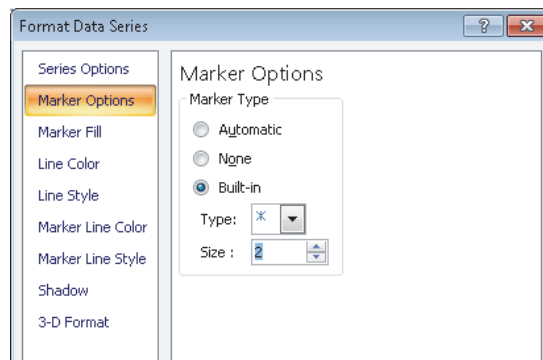 Format Data Series
?
Series Options
Marker Options
Marker Fill
Line Color
Line Style
Marker Line Color
Marker Line Style
Shadow
3-D Format
Marker Options
Marker Type
Automatic
None
Built-in
Type:
Size :
2